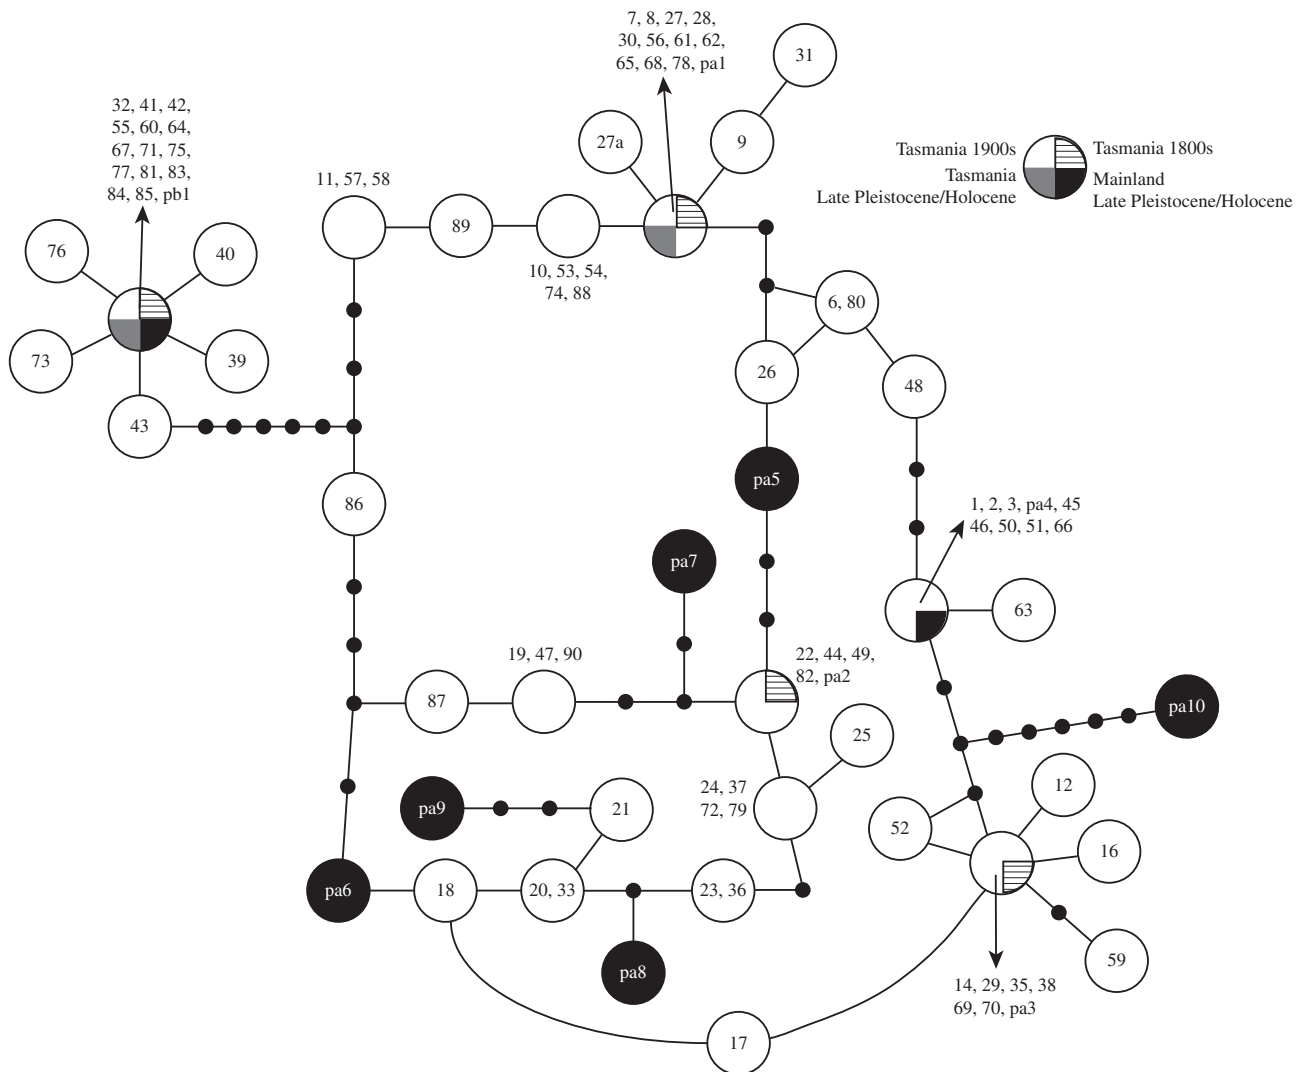 7, 8, 27, 28,
30, 56, 61, 62,
65, 68, 78, pa1
31
32, 41, 42,
55, 60, 64,
67, 71, 75,
77, 81, 83,
84, 85, pb1
27a
9
Tasmania 1900s
Tasmania 1800s
Tasmania
Late Pleistocene/Holocene
Mainland
Late Pleistocene/Holocene
11, 57, 58
89
10, 53, 54,
74, 88
76
40
73
39
43
6, 80
26
48
86
pa5
1, 2, 3, pa4, 45
46, 50, 51, 66
pa7
63
19, 47, 90
22, 44, 49,
82, pa2
87
pa10
25
24, 37
72, 79
pa9
21
12
52
16
pa6
18
20, 33
23, 36
pa8
59
14, 29, 35, 38
69, 70, pa3
17